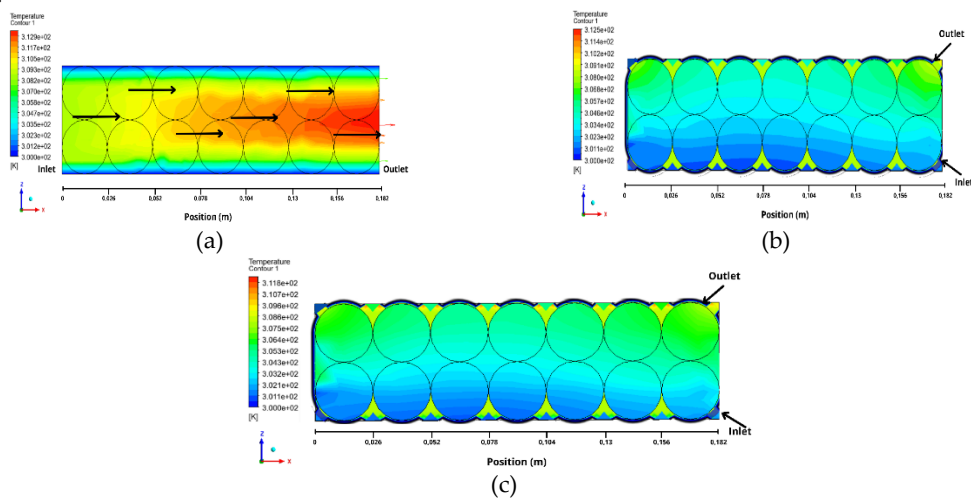 Temperature
Contour 1
3.129e+02
3.117e+02
3.105e+02
3.093e+02
3.082e+02
3.070e+02
3.058e+02
3.047e+02
3.035e+02
3.023e+02
3.012e+02
3.000e+02
[K]
Inlet
Outlet
0
0,026
0,052
0,078
0,104
0,13
0,156
0,182
Position (m)
Z
X
(a)
Temperature
Contour 1
3.125e+02
3.114e+02
3.102e+02
3.091e+02
3.080e+02
3.068e+02
3.057e+02
3.045e+02
3.034e+02
3.023e+02
3.011e+02
3.000e+02
[K]
Outlet
Inlet
0
0,026
0,052
0,078
0,104
0,13
0,156
0,182
Position (m)
Z
X
(b)
Temperature
Contour 1
3.118e+02
3.096e+02
3.086e+02
3.075e+02
3.064e+02
3.054e+02
3.043e+02
3.032e+02
3.021e+02
3.011e+02
3.000e+02
[K]
Outlet
Inlet
0
0,026
0,052
0,078
0,104
0,13
0,156
0,182
Position (m)
Z
X
(c)